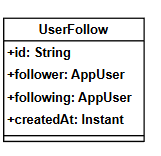 UserFollow
+id: String
+follower: AppUser
+following: AppUser
+createdAt: Instant